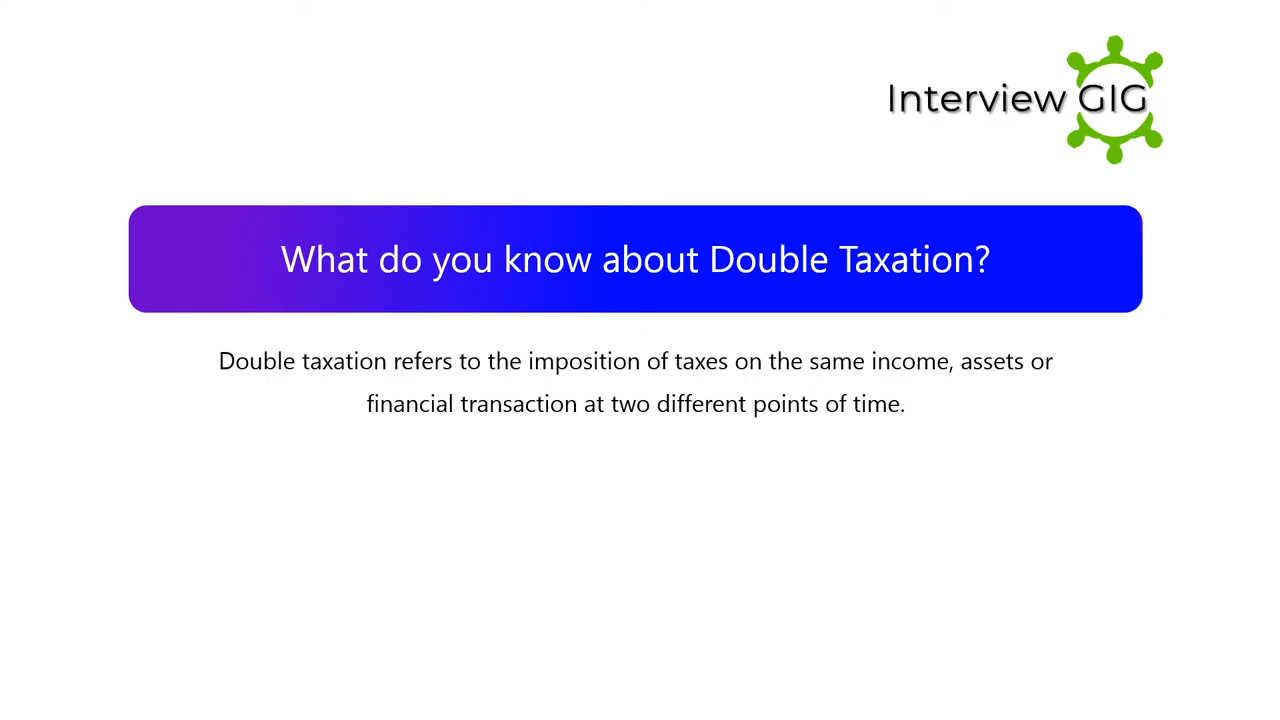 Interview GIG
What do you know about Double Taxation?
Double taxation refers to the imposition of taxes on the same income, assets or
financial transaction at two different points of time.